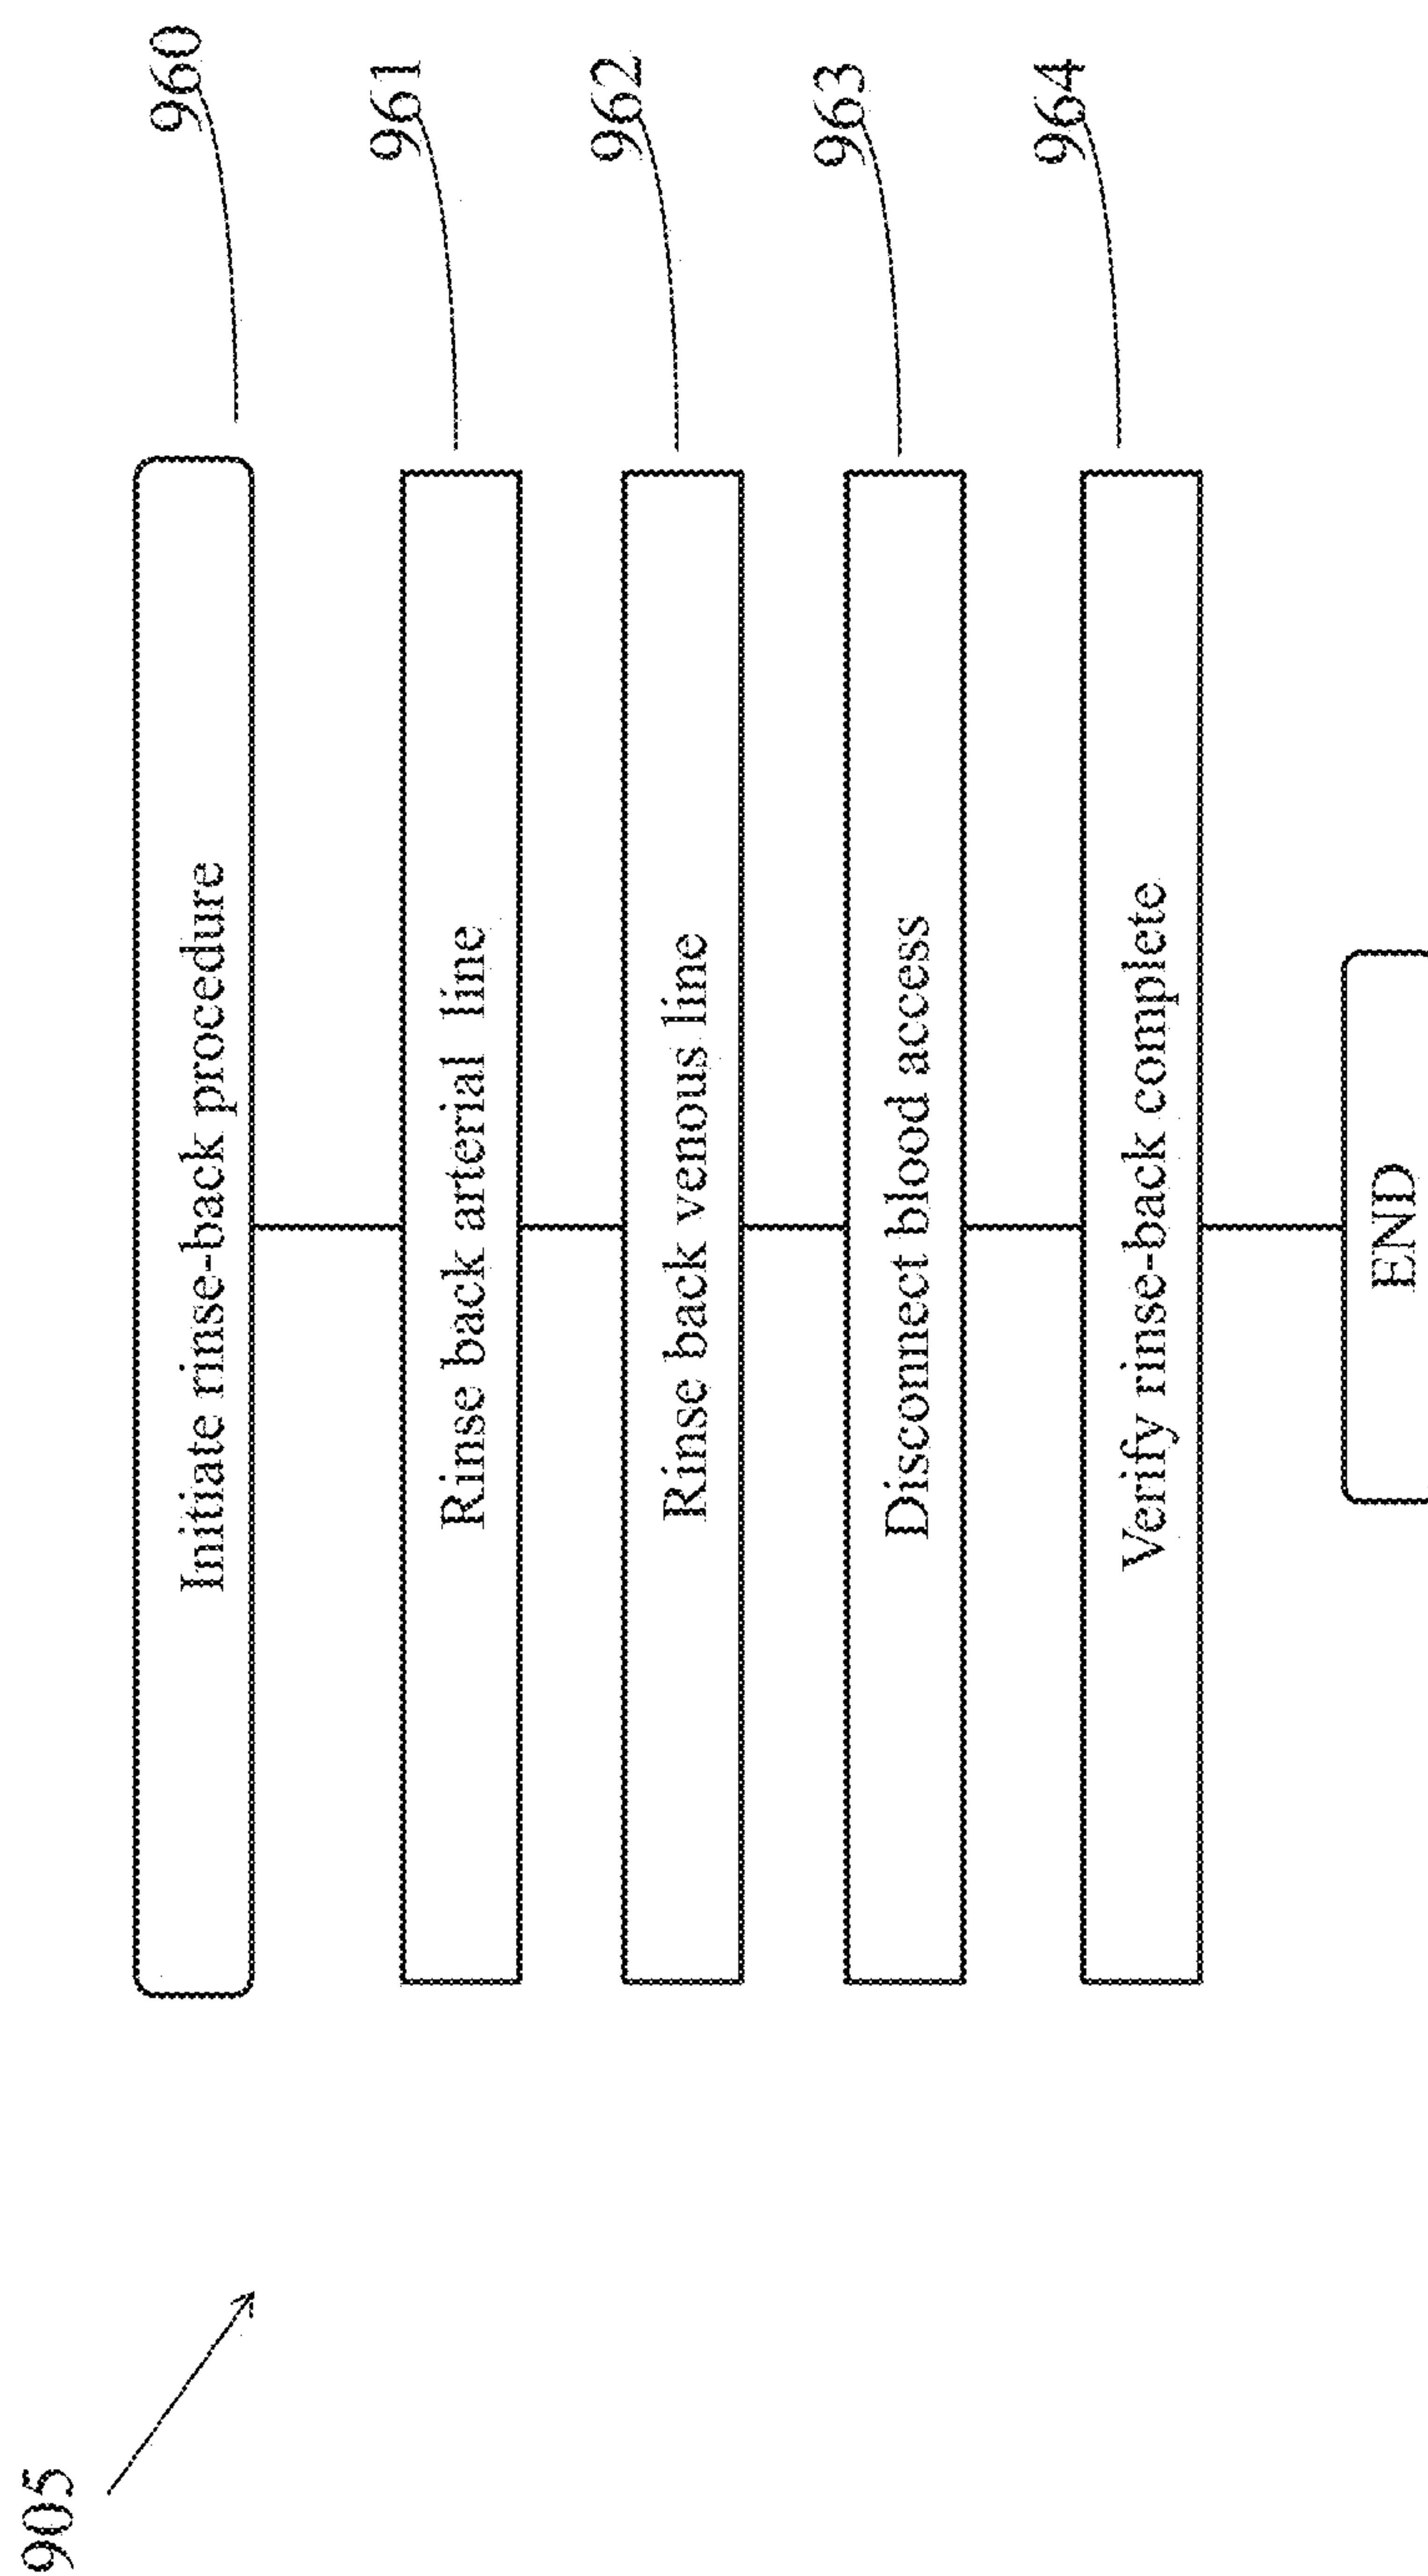 905
Initiate rinse-back procedure
960
Rinse back arterial line
961
Rinse back venous line
962
Disconnect blood access
963
Verify rinse-back complete
964
END